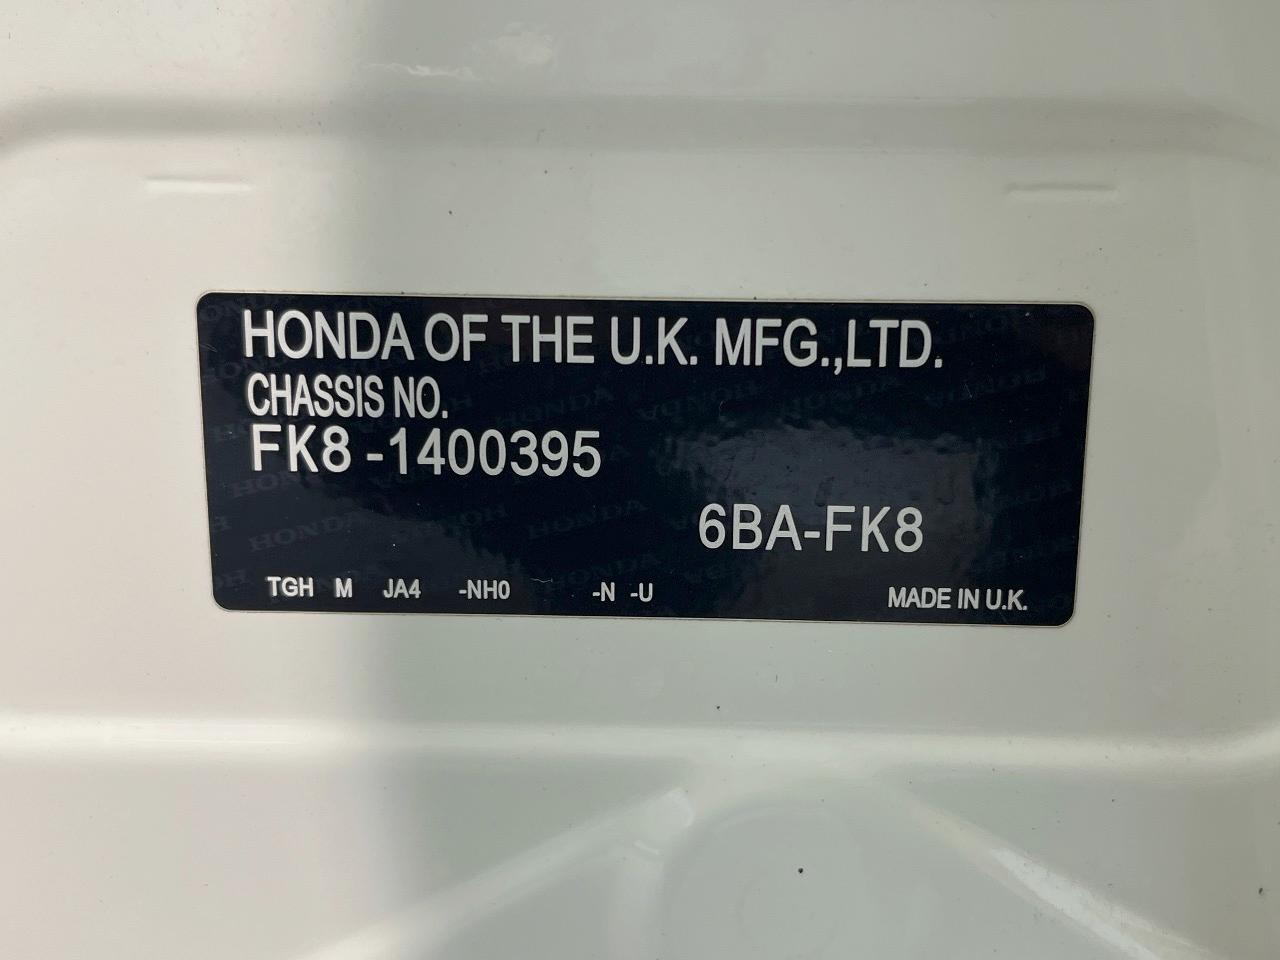 HONDA OF THE U.K. MFG.,LTD.
CHASSIS NO.
FK8-1400395
6BA-FK8
TGH M JA4 -NH0 -N -U
MADE IN U.K.